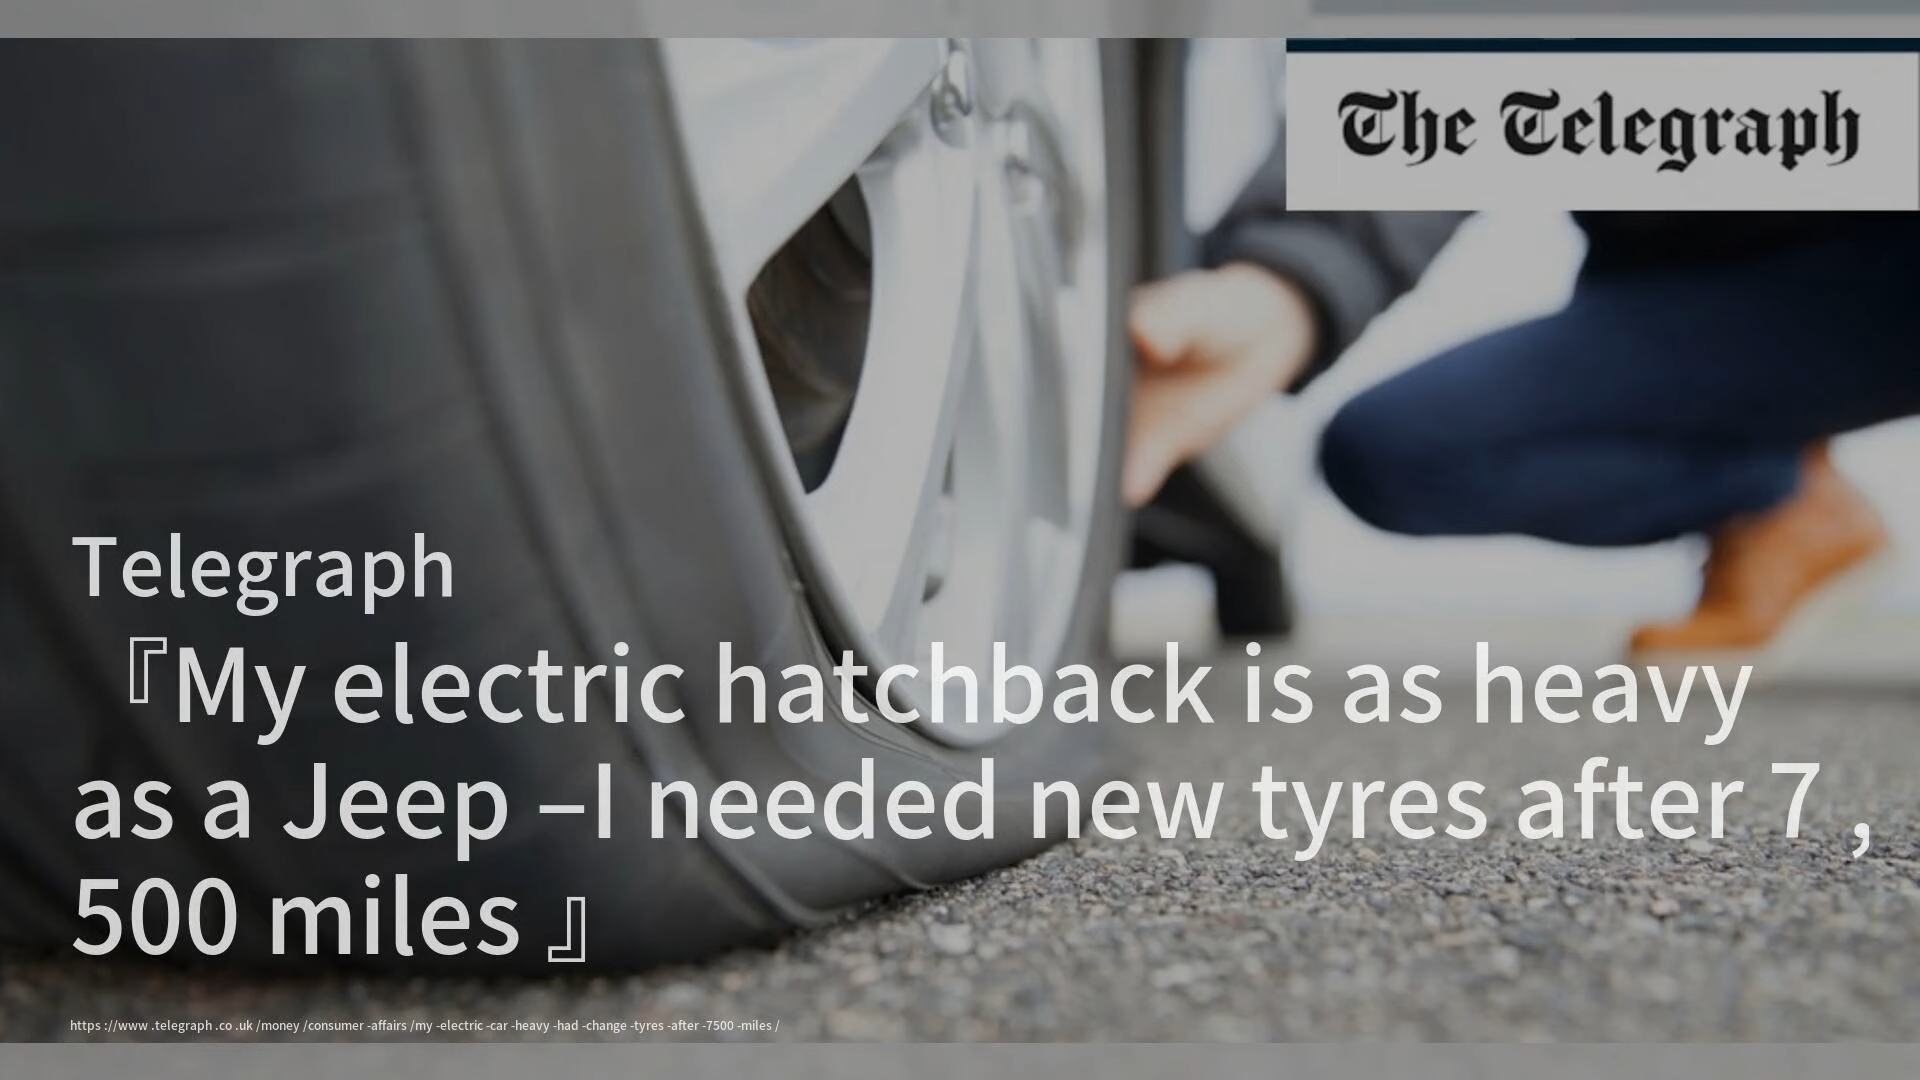 The Telegraph
Telegraph
『My electric hatchback is as heavy
as a Jeep –I needed new tyres after 7 ,
500 miles 』
https ://www .telegraph .co .uk /money /consumer -affairs /my -electric -car -heavy -had -change -tyres -after -7500 -miles /